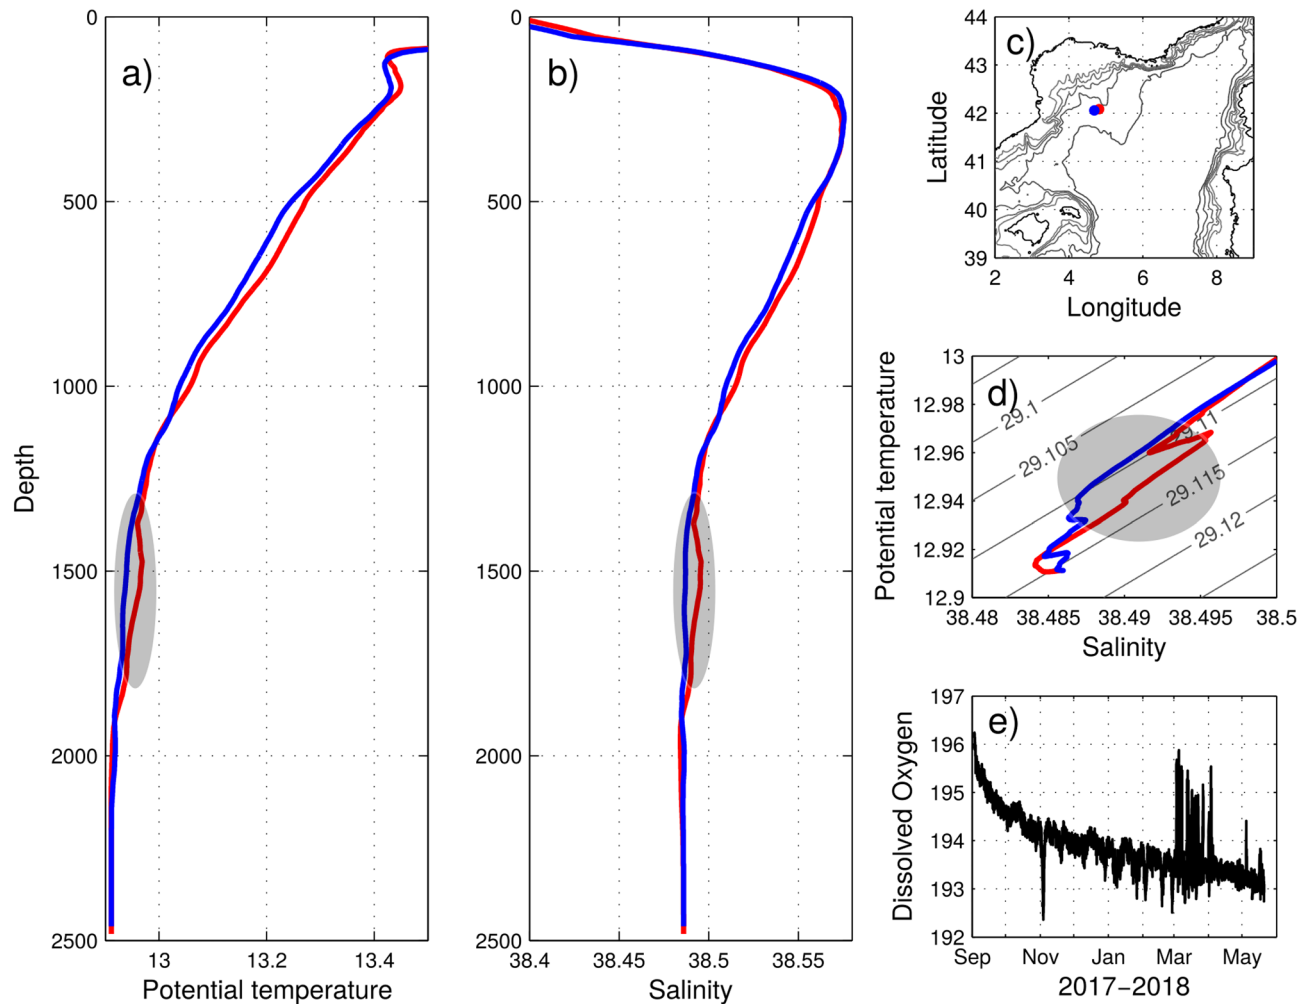 a)
0
500
1000
1500
2000
2500
Depth
13
13.2
13.4
Potential temperature
b)
0
500
1000
1500
2000
2500
38.4
38.45
38.5
38.55
Salinity
c)
44
43
42
41
40
39
Latitude
2
4
6
8
Longitude
d)
13
12.98
12.96
12.94
12.92
12.9
Potential temperature
29.1
29.105
29.11
29.115
29.12
38.48
38.485
38.49
38.495
38.5
Salinity
e)
197
196
195
194
193
192
Dissolved Oxygen
Sep
Nov
Jan
Mar
May
2017−2018